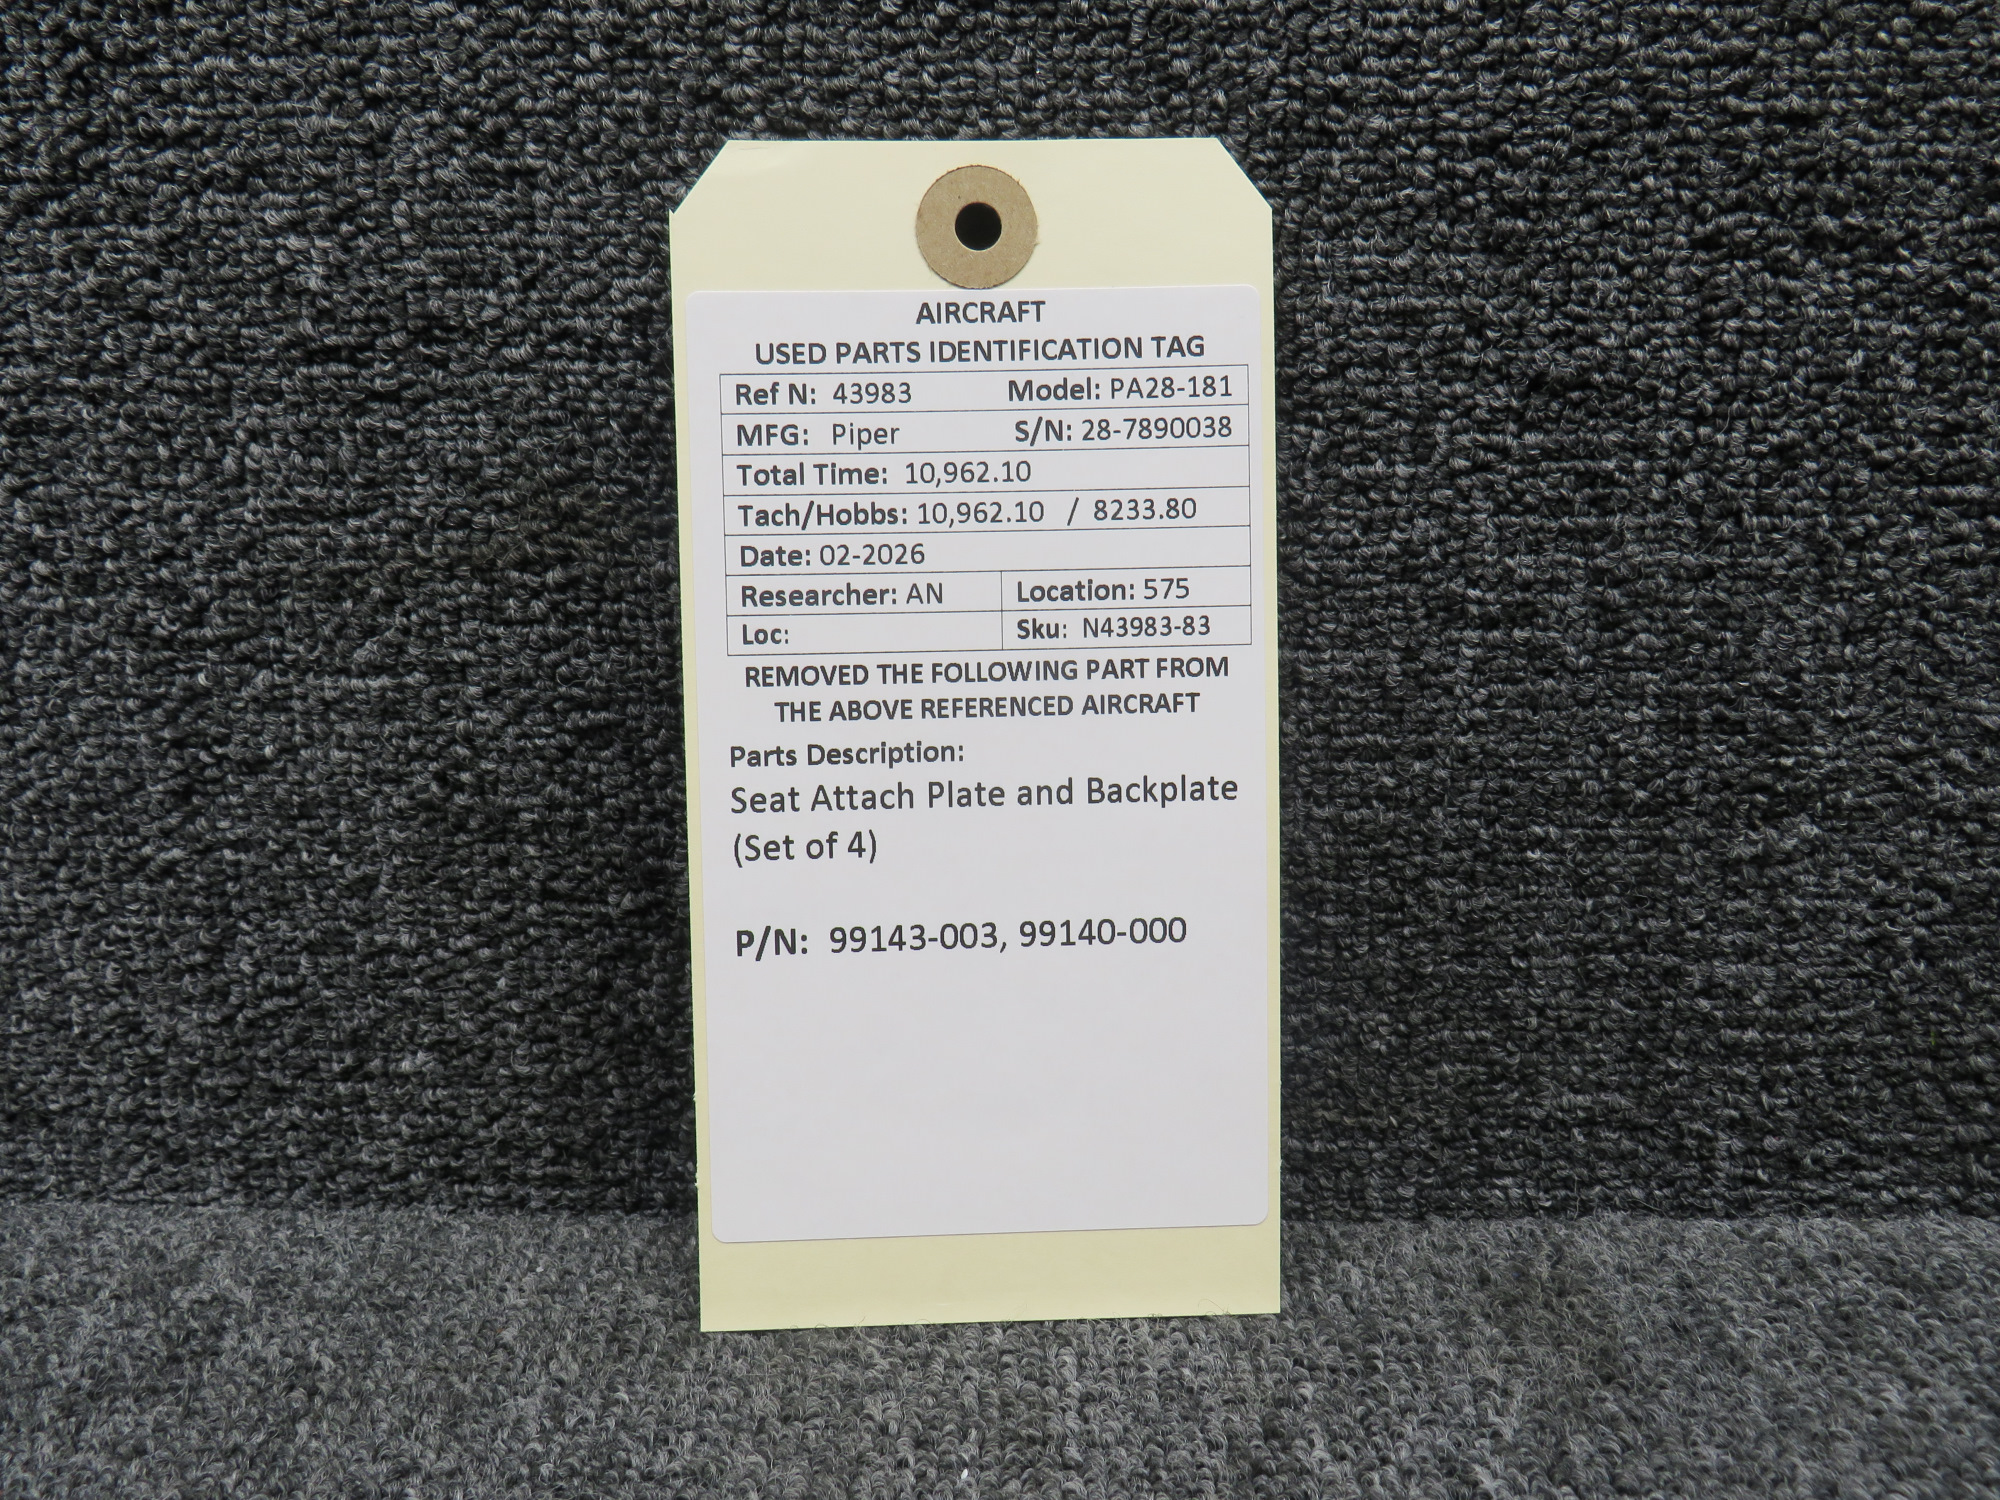 AIRCRAFT
USED PARTS IDENTIFICATION TAG
Ref N: 43983 Model: PA28-181
MFG: Piper S/N: 28-7890038
Total Time: 10,962.10
Tach/Hobbs: 10,962.10 / 8233.80
Date: 02-2026
Researcher: AN Location: 575
Loc: Sku: N43983-83
REMOVED THE FOLLOWING PART FROM
THE ABOVE REFERENCED AIRCRAFT
Parts Description:
Seat Attach Plate and Backplate
(Set of 4)
P/N: 99143-003, 99140-000